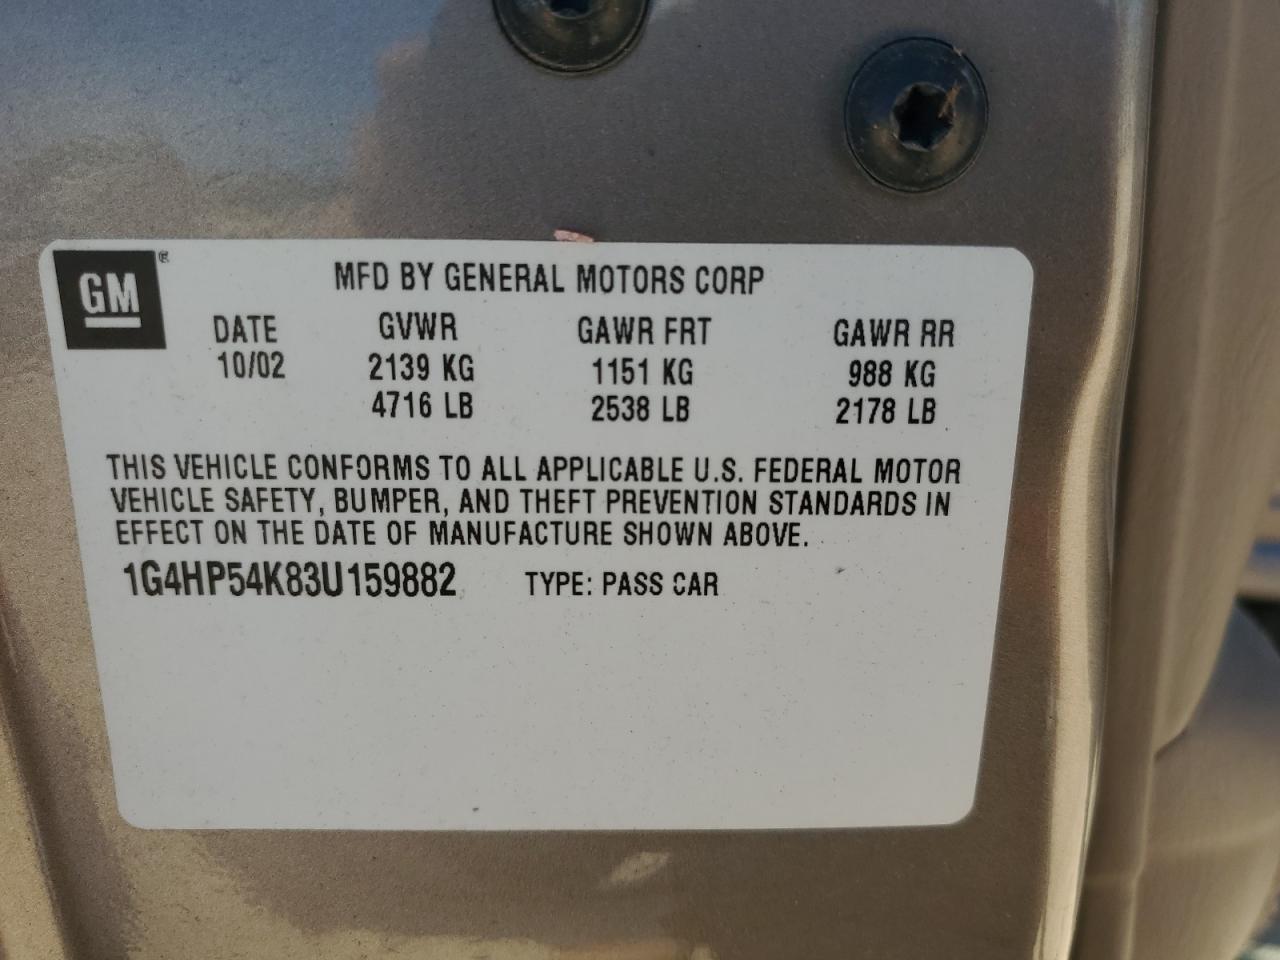 GM®
MFD BY GENERAL MOTORS CORP
DATE GVWR GAWR FRT GAWR RR
10/02 2139 KG 1151 KG 988 KG
4716 LB 2538 LB 2178 LB
THIS VEHICLE CONFORMS TO ALL APPLICABLE U.S. FEDERAL MOTOR
VEHICLE SAFETY, BUMPER, AND THEFT PREVENTION STANDARDS IN
EFFECT ON THE DATE OF MANUFACTURE SHOWN ABOVE.
1G4HP54K83U159882 TYPE: PASS CAR